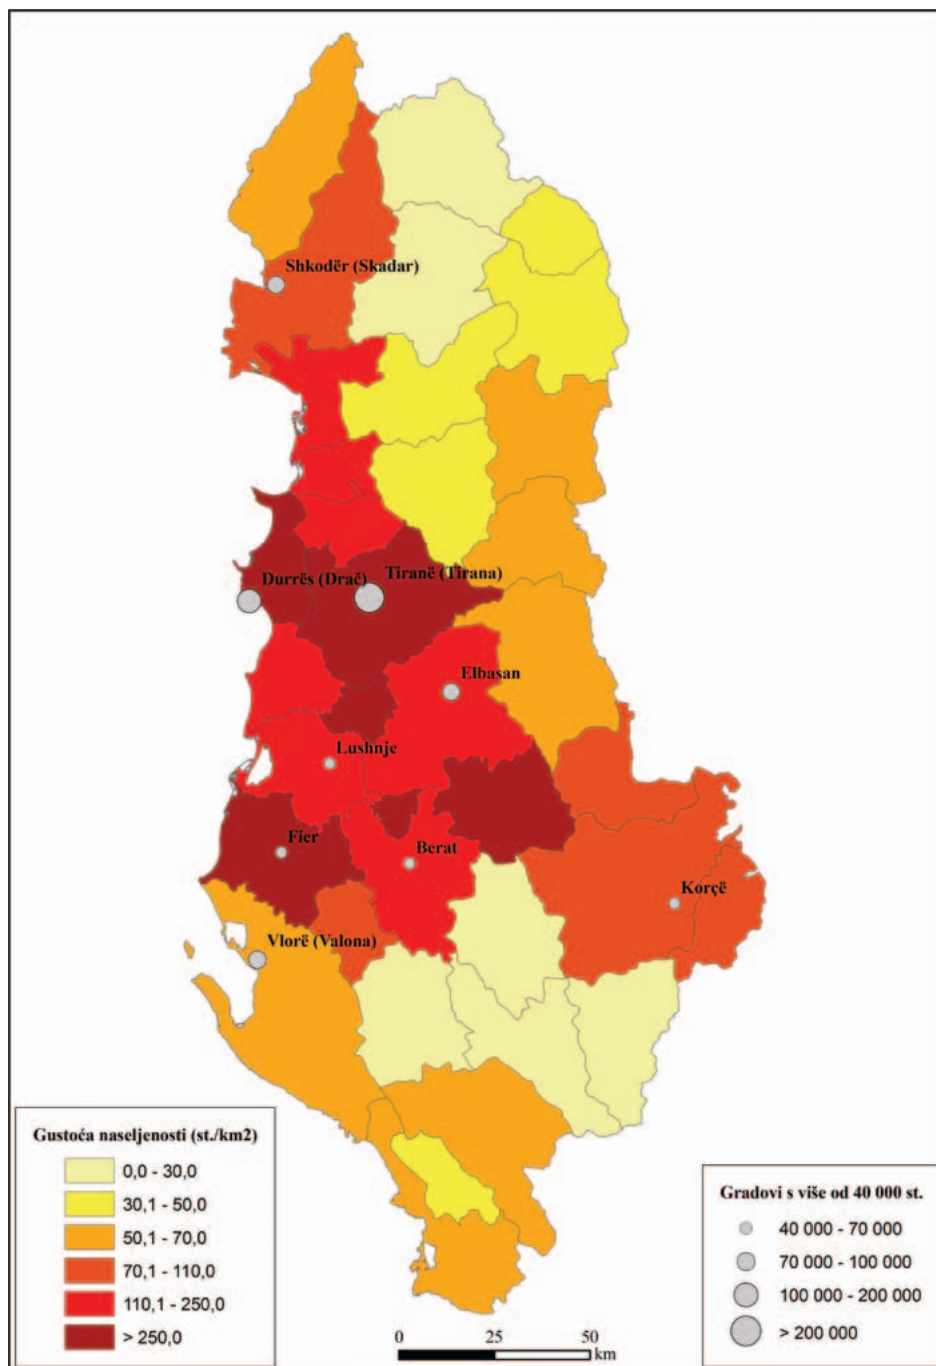 Shkodër (Skadar)
Durrës (Drač)
Tiranë (Tirana)
Elbasan
Lushnje
Fier
Berat
Korçë
Vlorë (Valona)
Gustoća naseljenosti (st./km2)
0,0 - 30,0
30,1 - 50,0
50,1 - 70,0
70,1 - 110,0
110,1 - 250,0
> 250,0
0 25 50
km
Gradovi s više od 40 000 st.
40 000 - 70 000
70 000 - 100 000
100 000 - 200 000
> 200 000